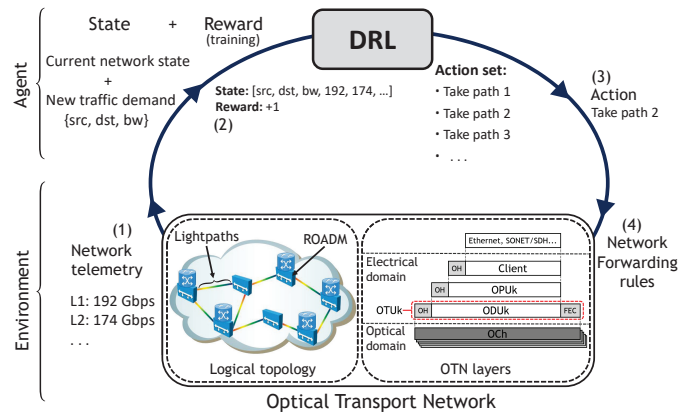 State + Reward
(training)
DRL
Agent
Current network state
+
New traffic demand
{src, dst, bw}
State: [src, dst, bw, 192, 174, ...]
Reward: +1
(2)
Action set:
· Take path 1
· Take path 2
· Take path 3
· . . .
(3)
Action
Take path 2
Environment
(1)
Network
telemetry
L1: 192 Gbps
L2: 174 Gbps
. . .
Lightpaths
ROADM
Logical topology
Ethernet, SONET/SDH...
Electrical
domain
OH Client
OH OPUk
OTUk OH ODUk FEC
Optical
domain
OCh
OTN layers
(4)
Network
Forwarding
rules
Optical Transport Network